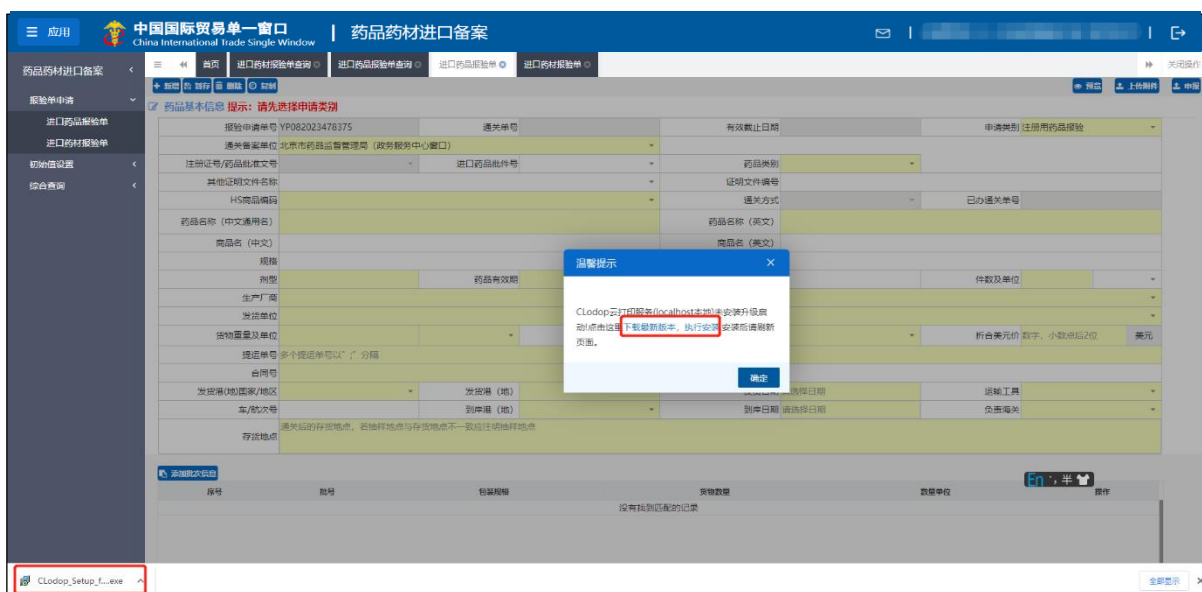 应用
中国国际贸易单一窗口
China International Trade Single Window
药品药材进口备案
药品药材进口备案
首页
进口药材报验单查询
进口药品报验单查询
进口药品报验单
进口药材报验单
关闭操作
新增 暂存 删除 复制
预览 上传附件 申报
药品基本信息 提示：请先选择申请类别
报验单申请
进口药品报验单
进口药材报验单
初始值设置
综合查询
报验申请单号 YP082023478375 通关单号 有效截止日期 申请类别 注册用药品报验
通关备案单位 北京市药品监督管理局（政务服务中心窗口）
注册证号/药品批准文号 进口药品批件号 药品类别
其他证明文件名称 证明文件编号
HS商品编码 通关方式 已办通关单号
药品名称（中文通用名） 药品名称（英文）
商品名（中文） 商品名（英文）
规格
剂型 药品有效期 件数及单位
生产厂商
发货单位
货物重量及单位 折合美元价 数字，小数点后2位 美元
提运单号 多个提运单号以“;”分隔
合同号
发货港(地)国家/地区 发货港（地） 运输工具
车/航次号 到岸港（地） 到岸日期 请选择日期 负责海关
存货地点 通关后的存货地点，若抽样地点与存货地点不一致应注明抽样地点
温馨提示
CLodop云打印服务(localhost本地)未安装升级启
动!点击这里下载最新版本，执行安装,安装后请刷新
页面。
确定
添加批次信息
序号 批号 包装规格 货物数量 数量单位 操作
没有找到匹配的记录
En 半
CLodop_Setup_f....exe
全部显示